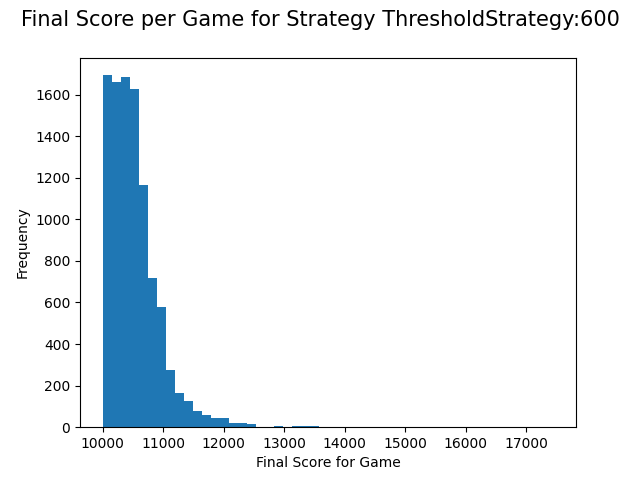 Final Score per Game for Strategy ThresholdStrategy:600
1600
1400
1200
1000
800
600
400
200
0
Frequency
10000 11000 12000 13000 14000 15000 16000 17000
Final Score for Game